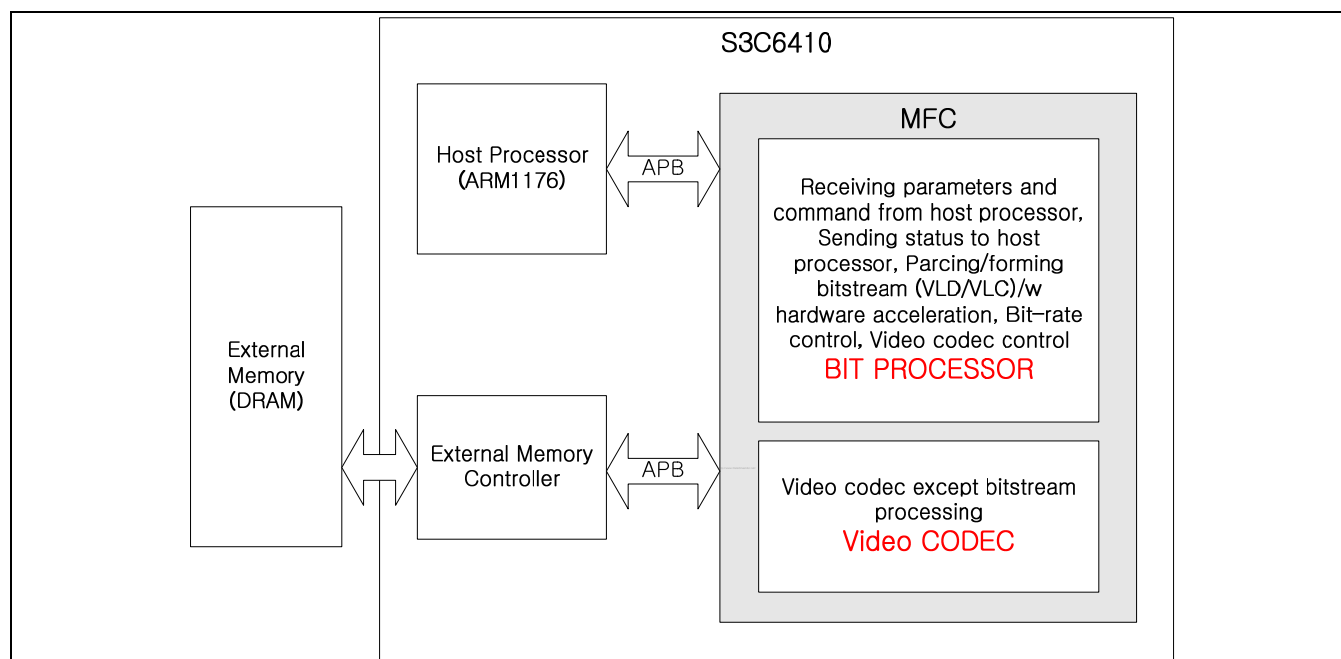 S3C6410
MFC
Host Processor
(ARM1176)
APB
Receiving parameters and
command from host processor,
Sending status to host
processor, Parcing/forming
bitstream (VLD/VLC)/w
hardware acceleration, Bit-rate
control, Video codec control
BIT PROCESSOR
External
Memory
(DRAM)
External Memory
Controller
APB
Video codec except bitstream
processing
Video CODEC